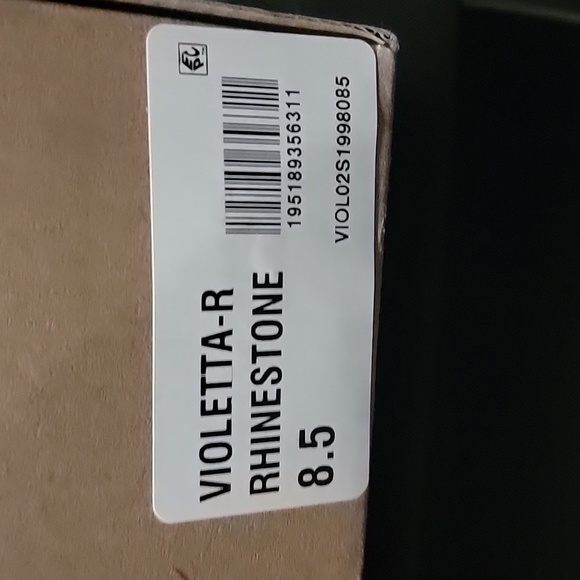 195189356311
VIOL02S1998085
VIOLETTA-R
RHINESTONE
8.5